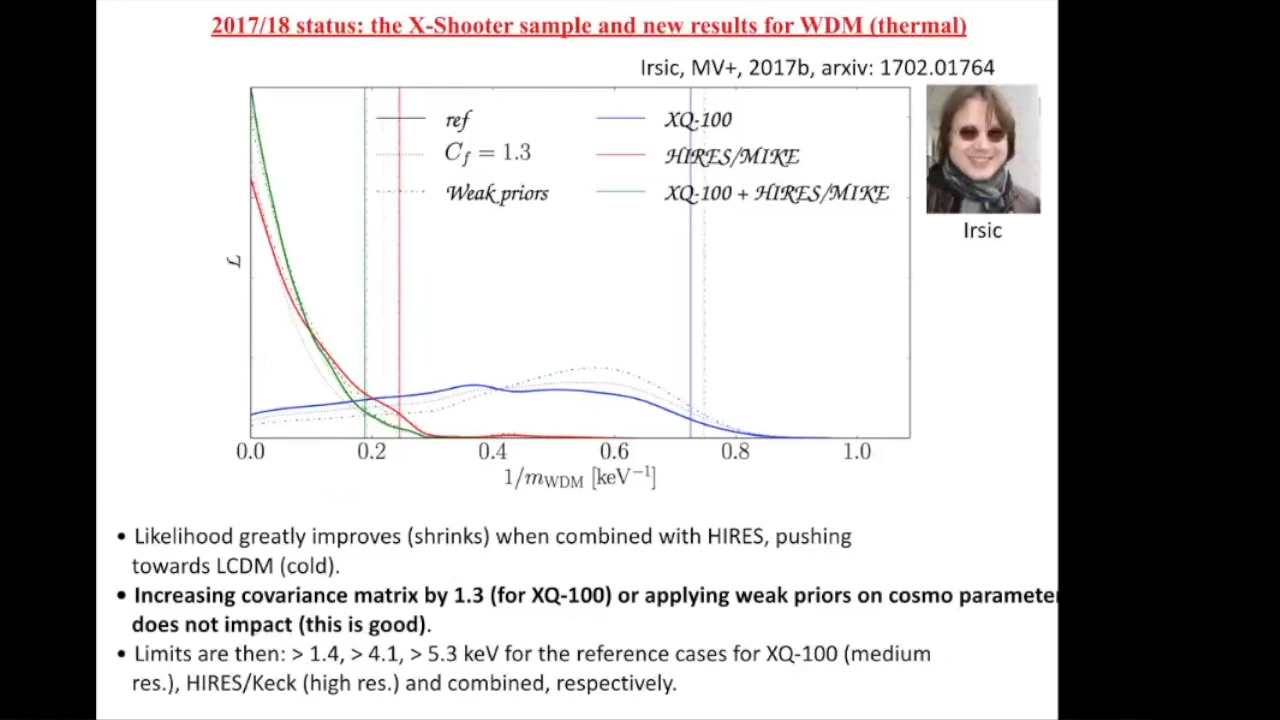 2017/18 status: the X-Shooter sample and new results for WDM (thermal)
Irsic, MV+, 2017b, arxiv: 1702.01764
ref
XQ-100
C_f = 1.3
HIRES/MIKE
Weak priors
XQ-100 + HIRES/MIKE
Irsic
ℒ
0.0 0.2 0.4 0.6 0.8 1.0
1/m_WDM [keV⁻¹]
• Likelihood greatly improves (shrinks) when combined with HIRES, pushing
towards LCDM (cold).
• Increasing covariance matrix by 1.3 (for XQ-100) or applying weak priors on cosmo parameter
does not impact (this is good).
• Limits are then: > 1.4, > 4.1, > 5.3 keV for the reference cases for XQ-100 (medium
res.), HIRES/Keck (high res.) and combined, respectively.